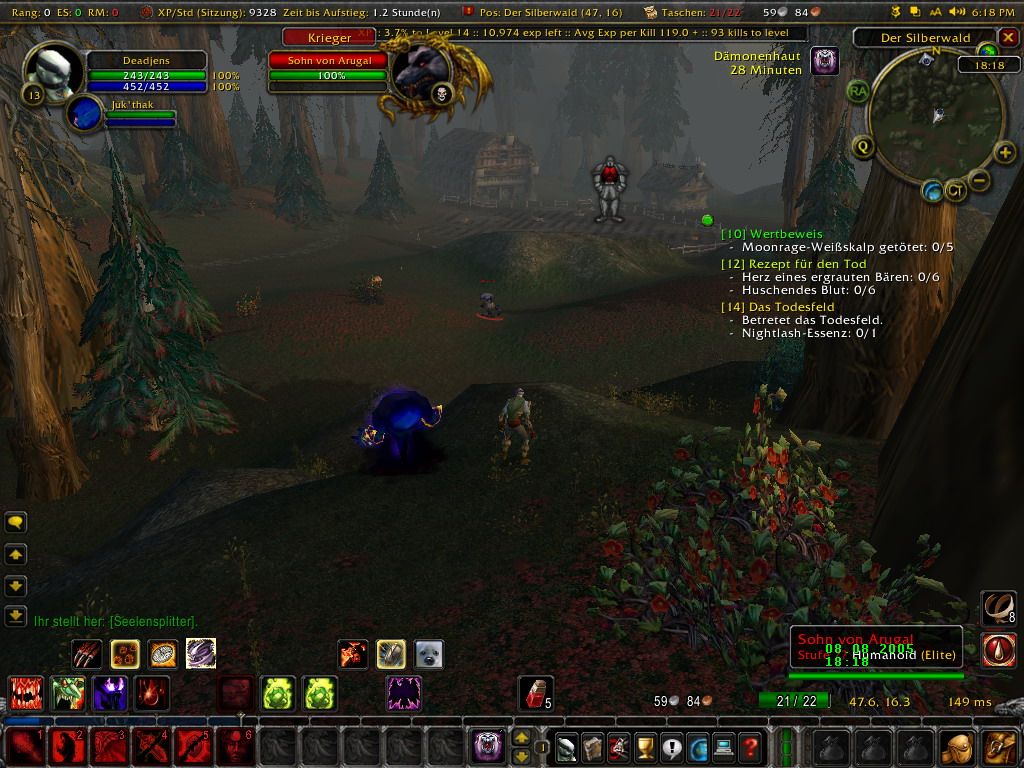 Rang: 0 ES: 0 RM: 0 XP/Std (Sitzung): 9328 Zeit bis Aufstieg: 1.2 Stunde(n) Pos: Der Silberwald (47, 16) Taschen: 21/22 59 84 6:18 PM
XP : 3.7% to level 14 :: 10,974 exp left :: Avg Exp per Kill 119.0 + :: 93 kills to level
Krieger
Der Silberwald
Deadjens
243/243 100%
452/452 100%
13
Juk'thak
Sohn von Arugal
100%
Dämonenhaut
28 Minuten
N
18:18
RA
Q
CT
[10] Wertbeweis
- Moonrage-Weißskalp getötet: 0/5
[12] Rezept für den Tod
- Herz eines ergrauten Bären: 0/6
- Huschendes Blut: 0/6
[14] Das Todesfeld
- Betretet das Todesfeld.
- Nightlash-Essenz: 0/1
Ihr stellt her: [Seelensplitter].
8
Sohn von Arugal
Humanoid (Elite)
08.08.2005
18:18
5
59 84
21 / 22
47.6, 16.3
149 ms
1 2 3 4 5 6
1